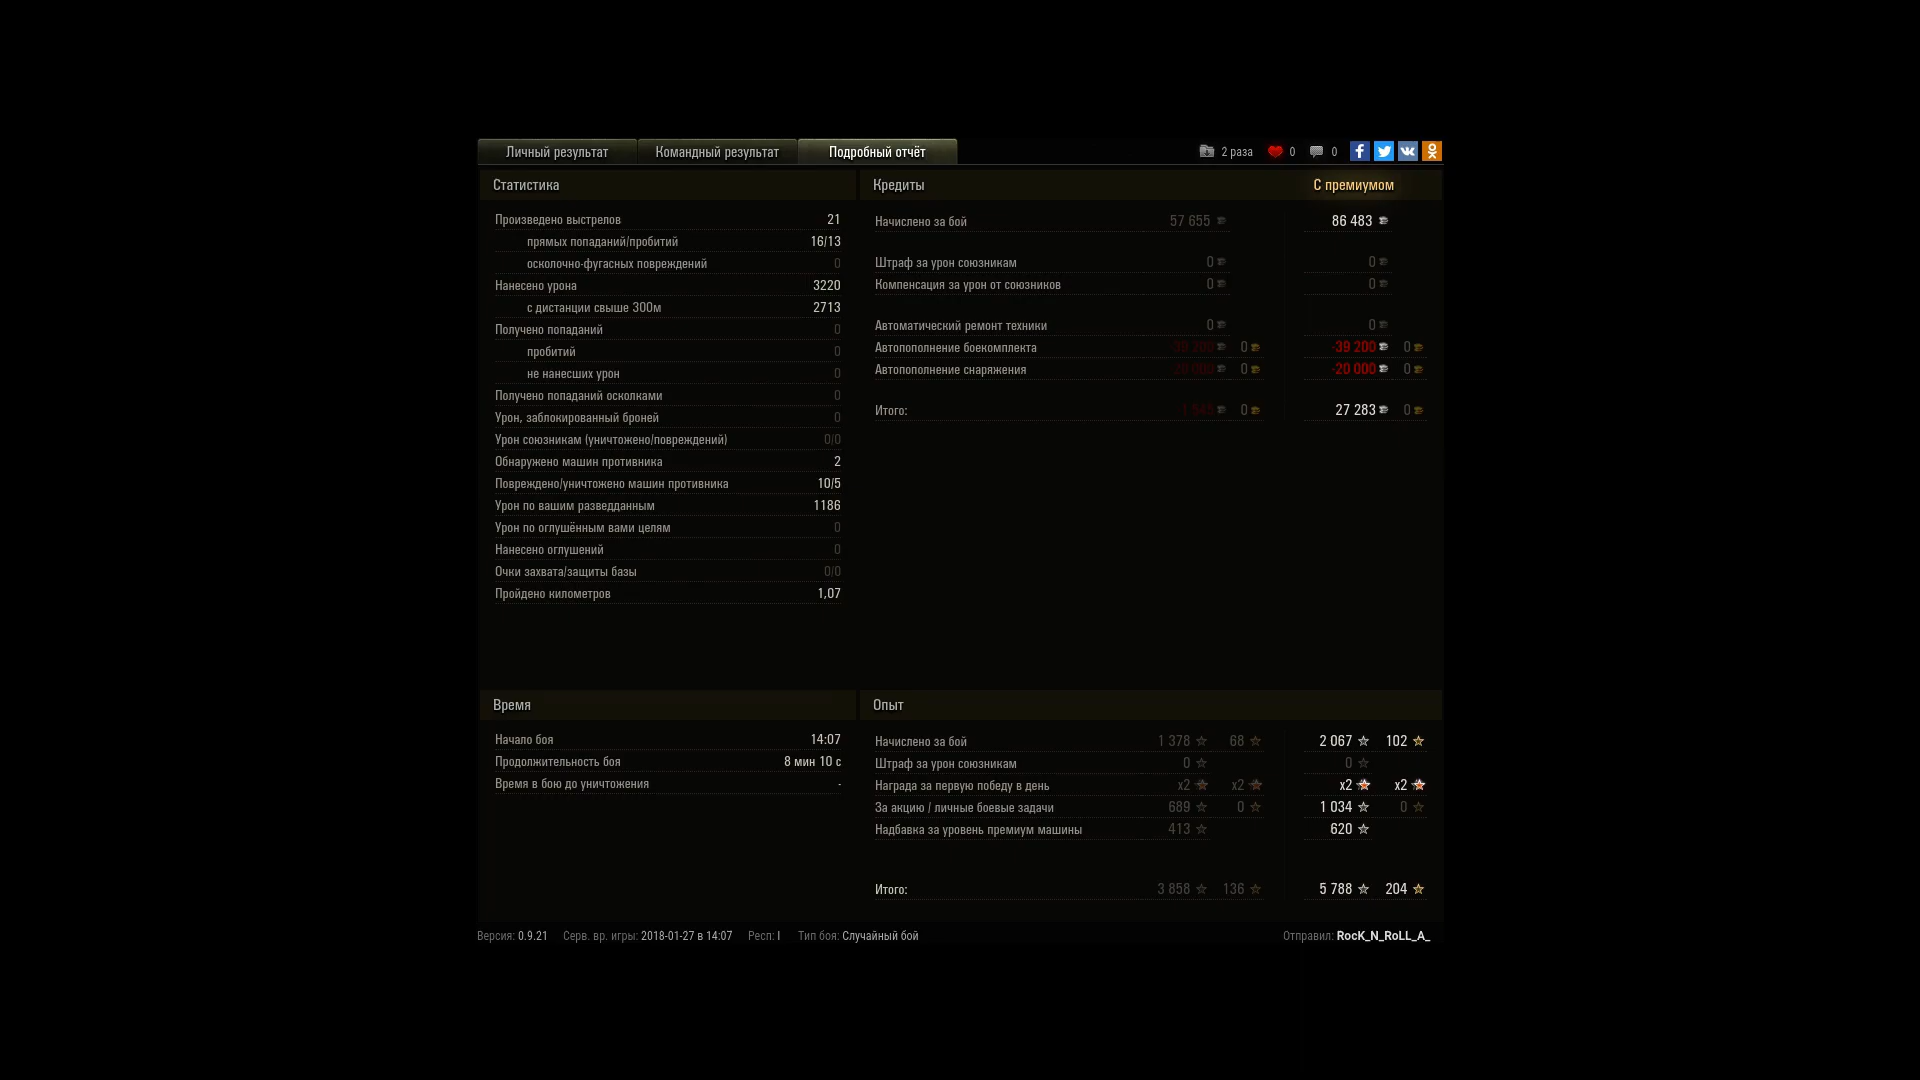 Личный результат Командный результат Подробный отчёт 2 раза 0 0
Статистика
Произведено выстрелов 21
прямых попаданий/пробитий 16/13
осколочно-фугасных повреждений 0
Нанесено урона 3220
с дистанции свыше 300м 2713
Получено попаданий 0
пробитий 0
не нанесших урон 0
Получено попаданий осколками 0
Урон, заблокированный броней 0
Урон союзникам (уничтожено/повреждений) 0/0
Обнаружено машин противника 2
Повреждено/уничтожено машин противника 10/5
Урон по вашим разведданным 1186
Урон по оглушённым вами целям 0
Нанесено оглушений 0
Очки захвата/защиты базы 0/0
Пройдено километров 1,07
Кредиты С премиумом
Начислено за бой 57 655 86 483
Штраф за урон союзникам 0 0
Компенсация за урон от союзников 0 0
Автоматический ремонт техники 0 0
Автопополнение боекомплекта -39 200 0 -39 200 0
Автопополнение снаряжения -20 000 0 -20 000 0
Итого: 0 27 283 0
Время
Начало боя 14:07
Продолжительность боя 8 мин 10 с
Время в бою до уничтожения -
Опыт
Начислено за бой 1 378 68 2 067 102
Штраф за урон союзникам 0 0
Награда за первую победу в день x2 x2 x2 x2
За акцию / личные боевые задачи 689 0 1 034 0
Надбавка за уровень премиум машины 413 620
Итого: 3 858 136 5 788 204
Версия: 0.9.21 Серв. вр. игры: 2018-01-27 в 14:07 Респ: I Тип боя: Случайный бой Отправил: RocK_N_RoLL_A_